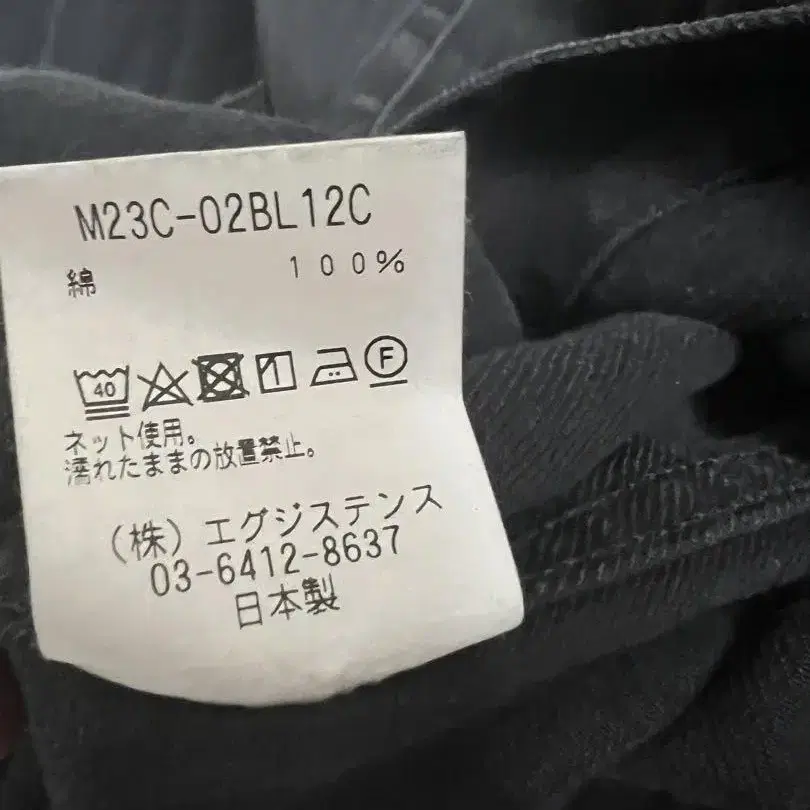 M23C-02BL12C
綿 100%
40 F
ネット使用。
濡れたままの放置禁止。
(株)エグジステンス
03-6412-8637
日本製